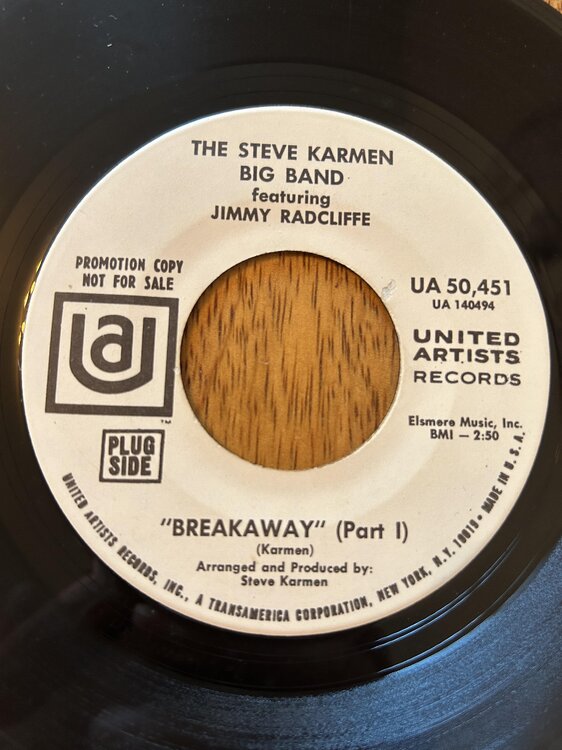 THE STEVE KARMEN
BIG BAND
featuring
JIMMY RADCLIFFE
PROMOTION COPY
NOT FOR SALE
UA
TM
PLUG
SIDE
UA 50,451
UA 140494
UNITED
ARTISTS
RECORDS
Elsmere Music, Inc.
BMI – 2:50
"BREAKAWAY" (Part I)
(Karmen)
Arranged and Produced by:
Steve Karmen
UNITED ARTISTS RECORDS, INC., A TRANSAMERICA CORPORATION, NEW YORK, N.Y. 10019 • MADE IN U.S.A.